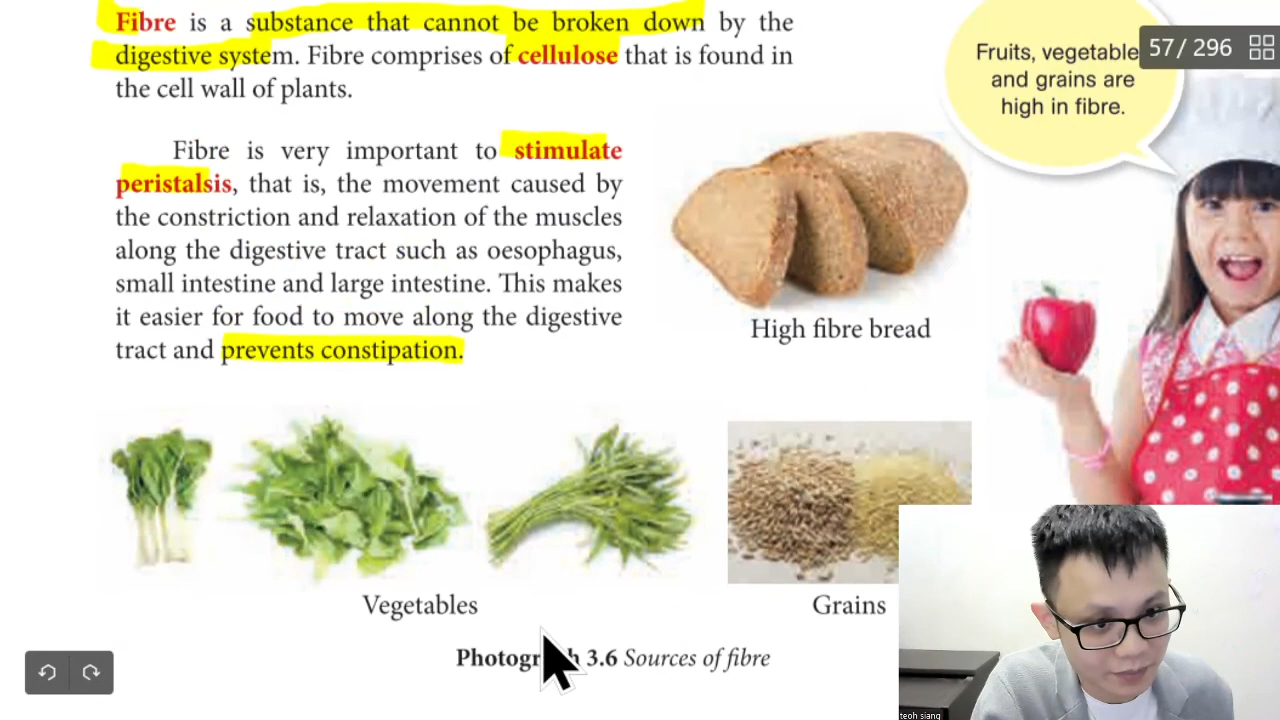 Fibre is a substance that cannot be broken down by the
digestive system. Fibre comprises of cellulose that is found in
the cell wall of plants.
Fruits, vegetable
and grains are
high in fibre.
57/ 296
Fibre is very important to stimulate
peristalsis, that is, the movement caused by
the constriction and relaxation of the muscles
along the digestive tract such as oesophagus,
small intestine and large intestine. This makes
it easier for food to move along the digestive
tract and prevents constipation.
High fibre bread
Vegetables
Grains
3.6 Sources of fibre
teoh siang